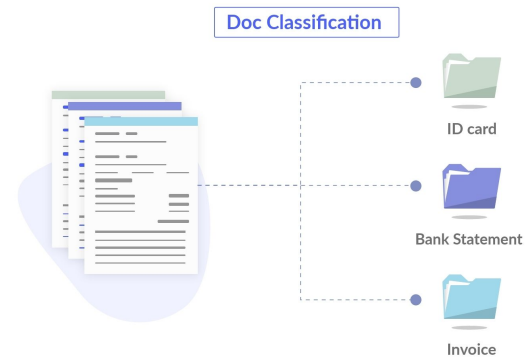 Doc Classification
ID card
Bank Statement
Invoice